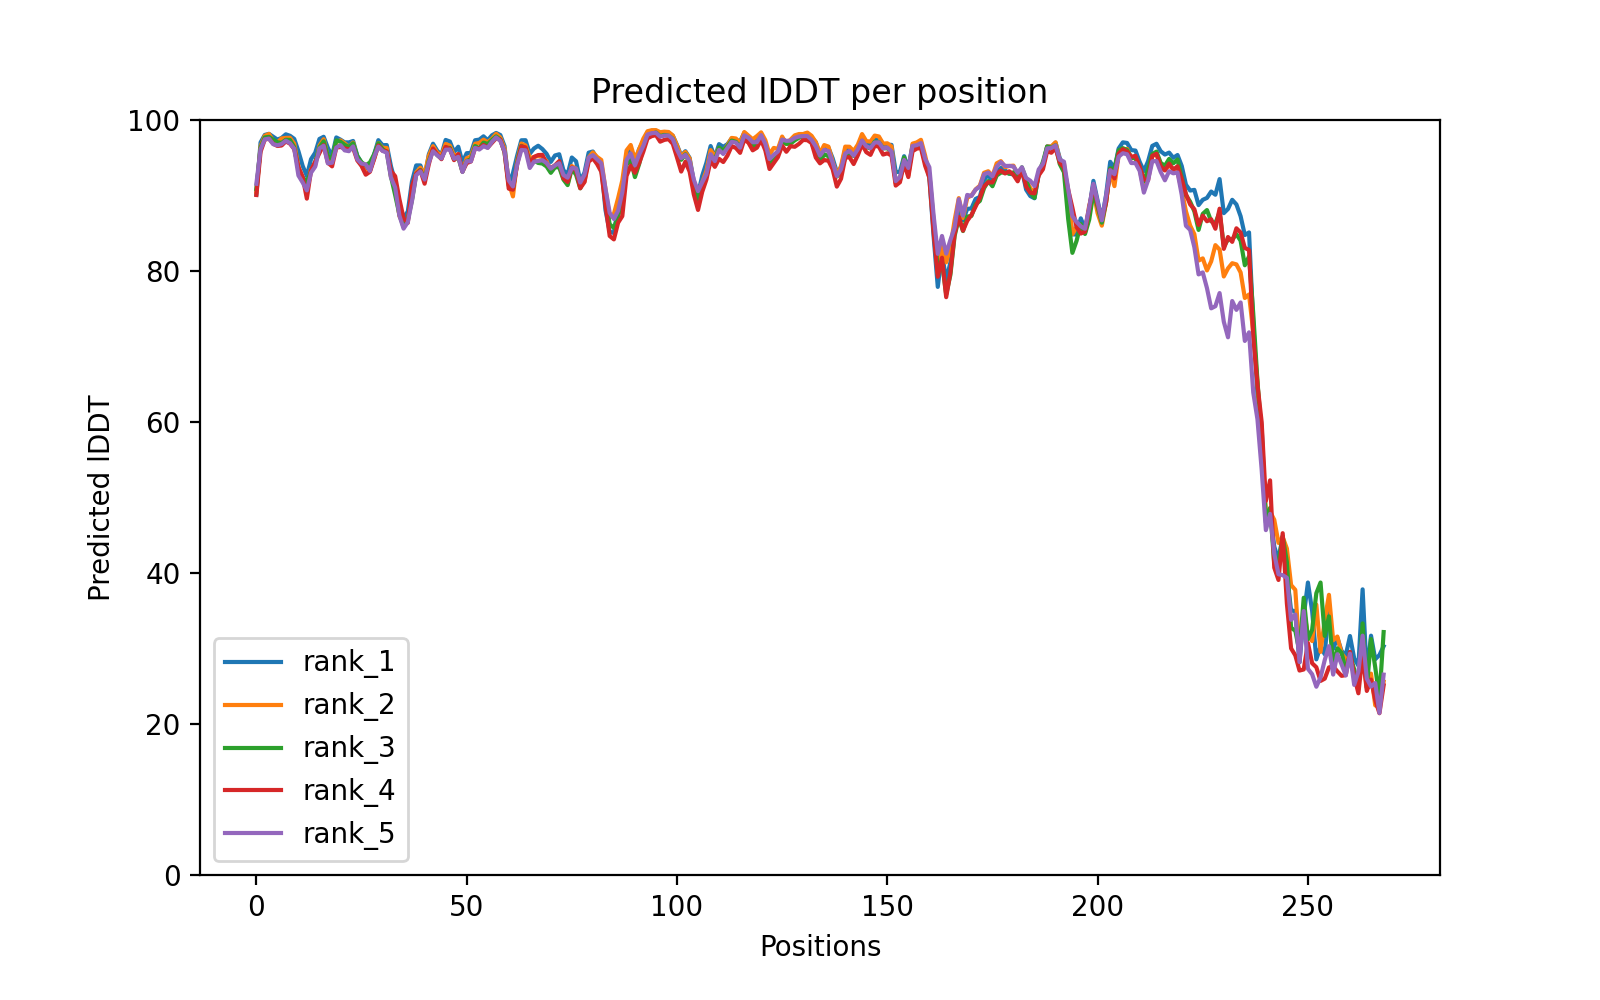 Predicted lDDT per position
100
80
60
40
20
0
Predicted lDDT
rank_1
rank_2
rank_3
rank_4
rank_5
0 50 100 150 200 250
Positions